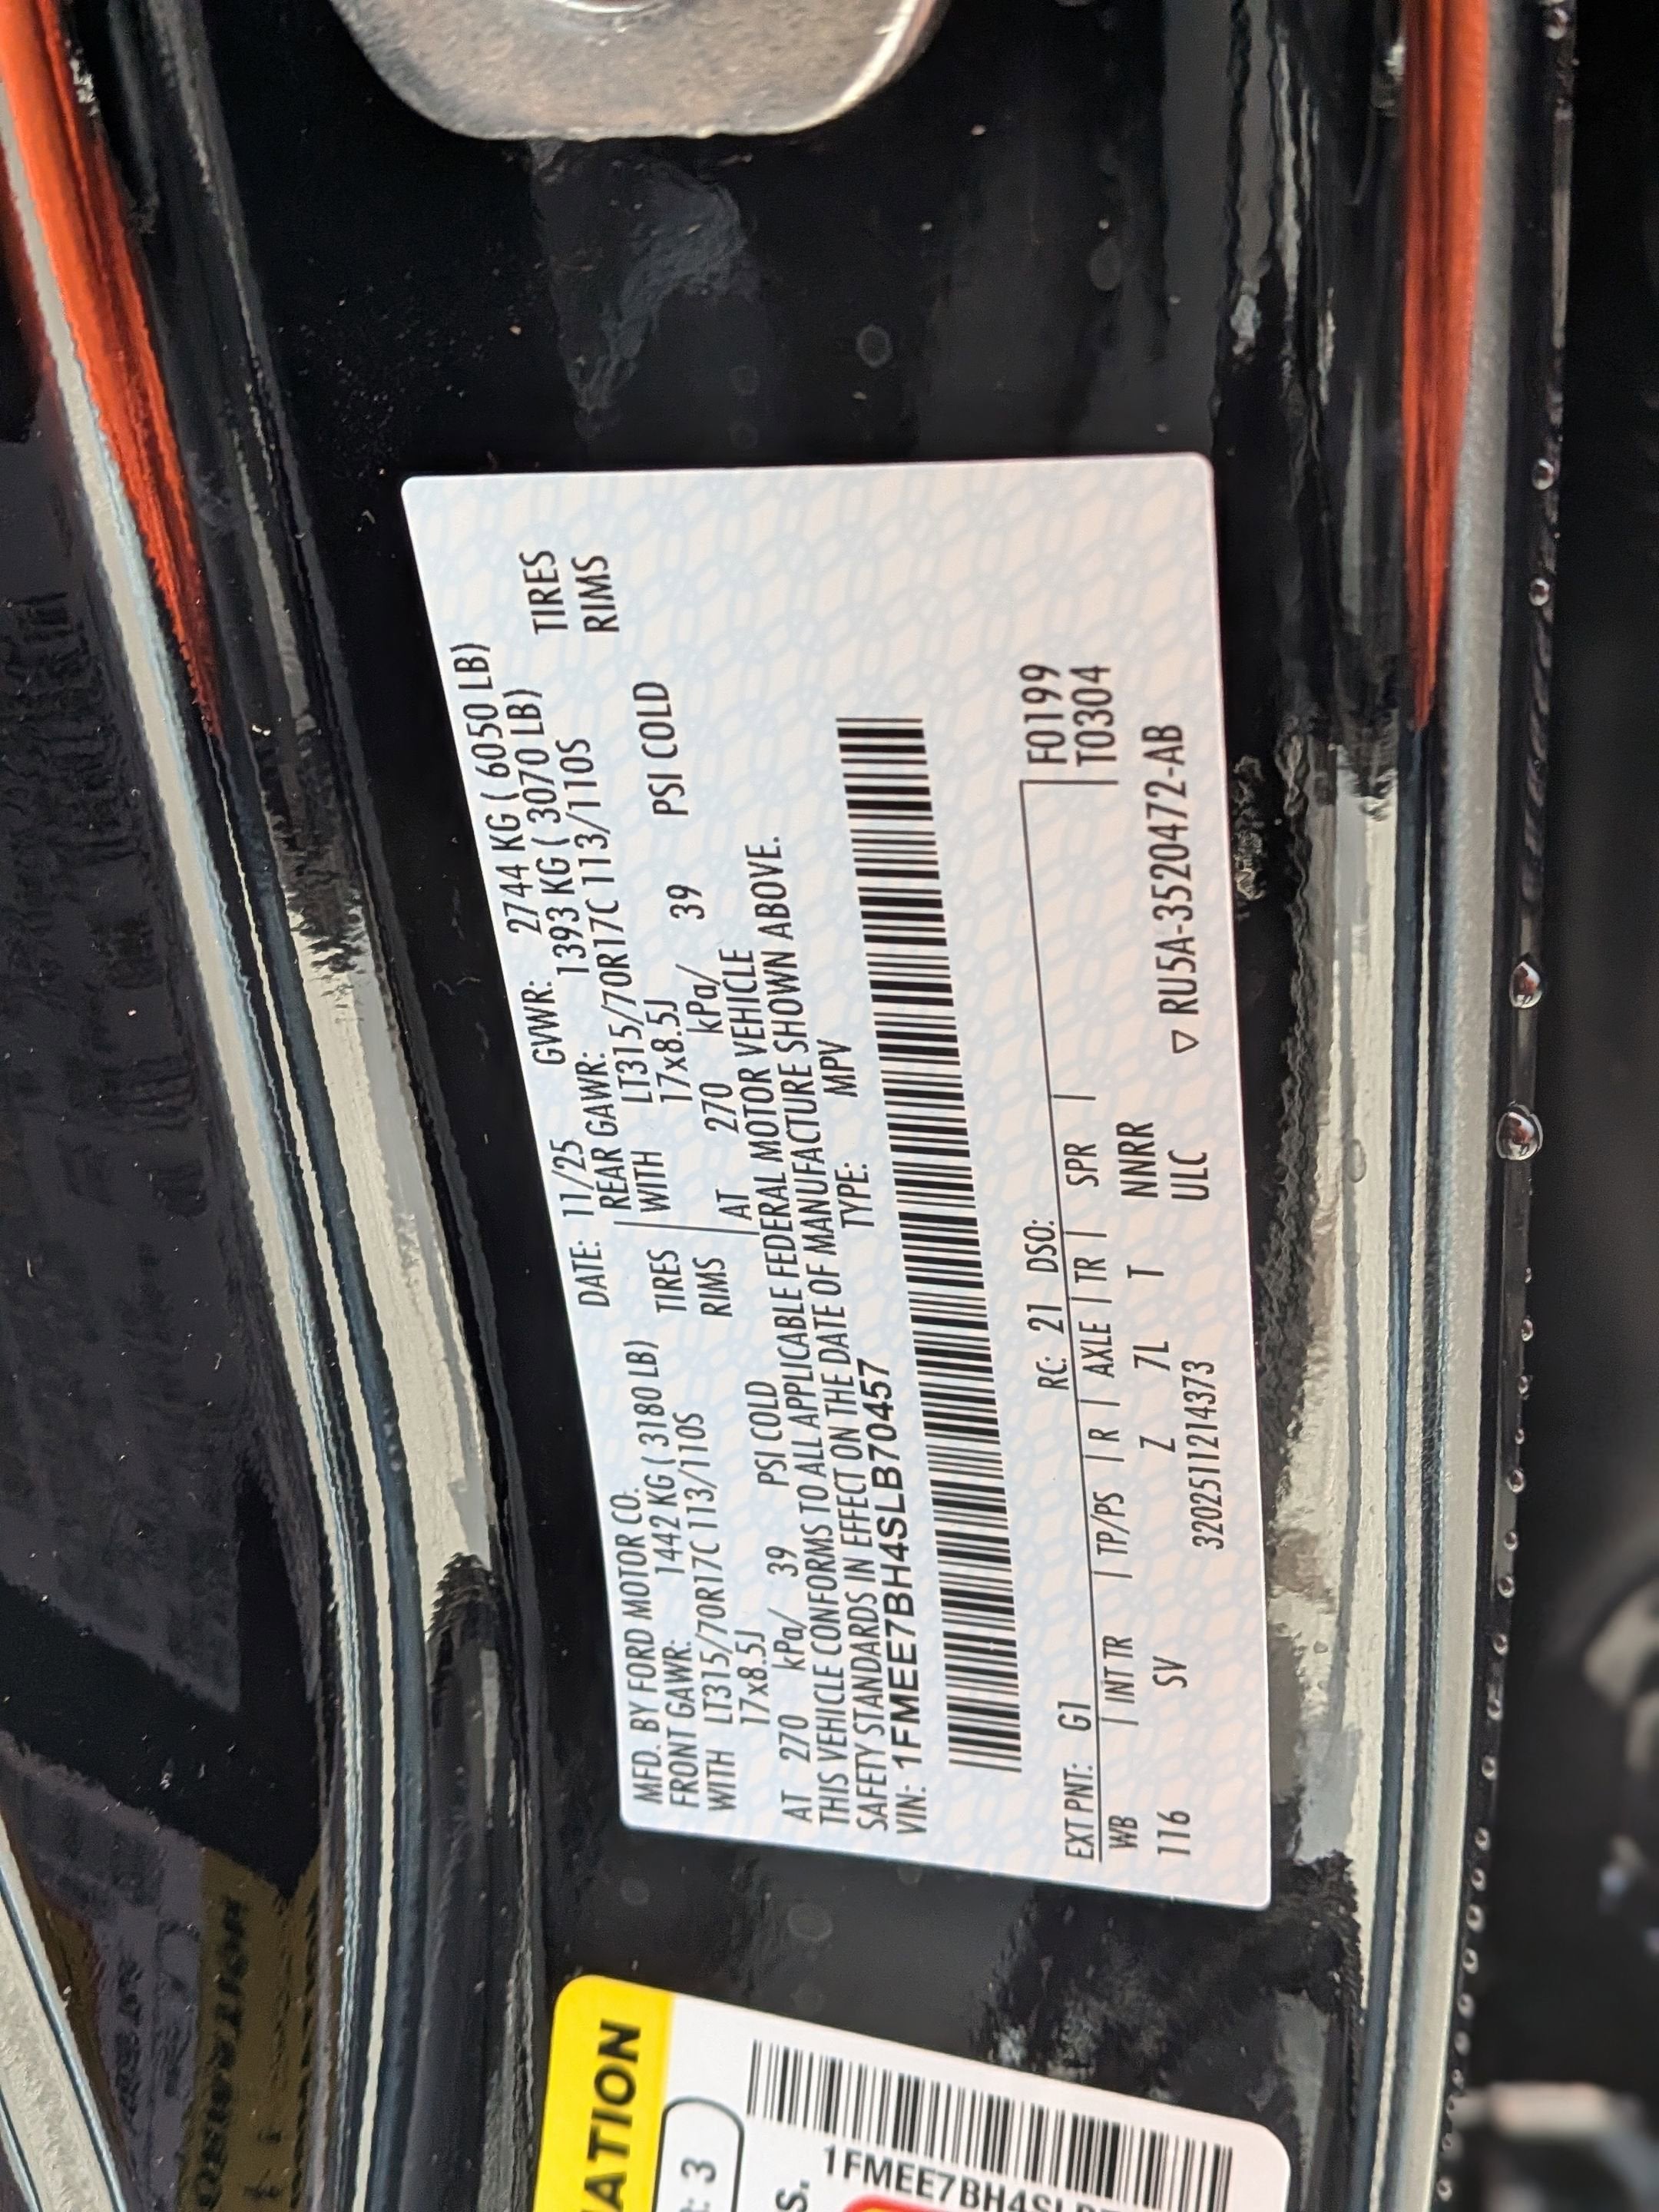 MFD. BY FORD MOTOR CO.
DATE: 11/25 GVWR: 2744 KG ( 6050 LB)
FRONT GAWR: 1442 KG ( 3180 LB) REAR GAWR: 1393 KG ( 3070 LB)
WITH LT315/70R17C 113/110S TIRES WITH LT315/70R17C 113/110S TIRES
17x8.5J RIMS 17x8.5J RIMS
AT 270 kPa/ 39 PSI COLD AT 270 kPa/ 39 PSI COLD
THIS VEHICLE CONFORMS TO ALL APPLICABLE FEDERAL MOTOR VEHICLE
SAFETY STANDARDS IN EFFECT ON THE DATE OF MANUFACTURE SHOWN ABOVE.
VIN: 1FMEE7BH4SLB70457 TYPE: MPV
EXT PNT: G1 RC: 21 DSO: F0199
WB INT TR TP/PS R AXLE TR SPR T0304
116 SV Z 7L T NNRR
3202511214373 ULC ▽ RU5A-3520472-AB
3
1FMEE7BH4SLB